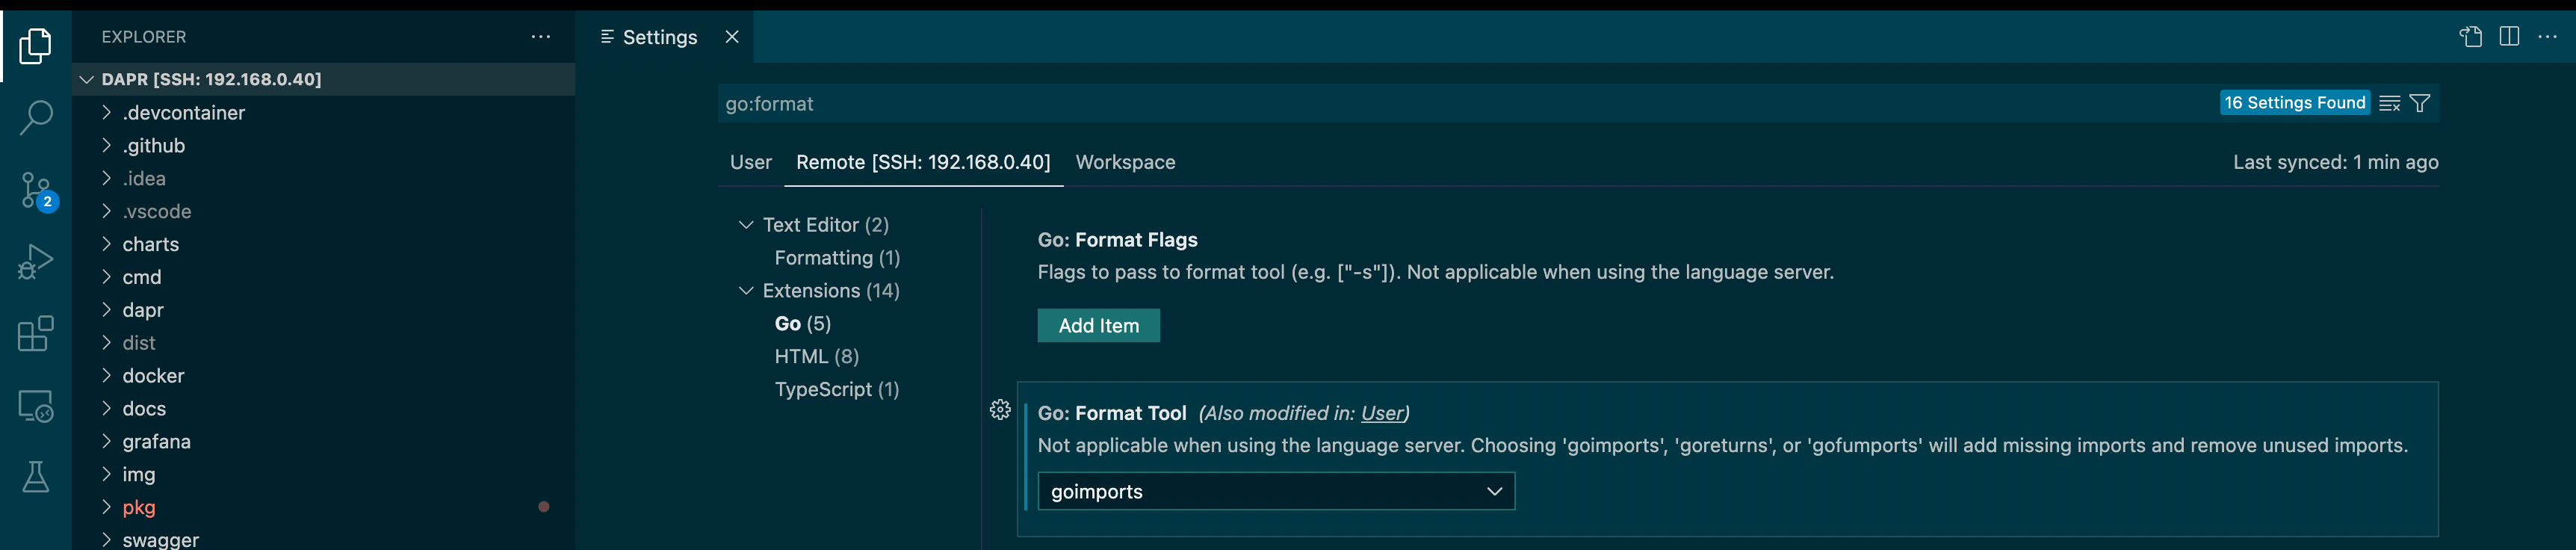 EXPLORER
DAPR [SSH: 192.168.0.40]
.devcontainer
.github
.idea
.vscode
charts
cmd
dapr
dist
docker
docs
grafana
img
pkg
swagger
2
Settings
go:format
16 Settings Found
User Remote [SSH: 192.168.0.40] Workspace
Last synced: 1 min ago
Text Editor (2)
Formatting (1)
Extensions (14)
Go (5)
HTML (8)
TypeScript (1)
Go: Format Flags
Flags to pass to format tool (e.g. ["-s"]). Not applicable when using the language server.
Add Item
Go: Format Tool (Also modified in: User)
Not applicable when using the language server. Choosing 'goimports', 'goreturns', or 'gofumports' will add missing imports and remove unused imports.
goimports